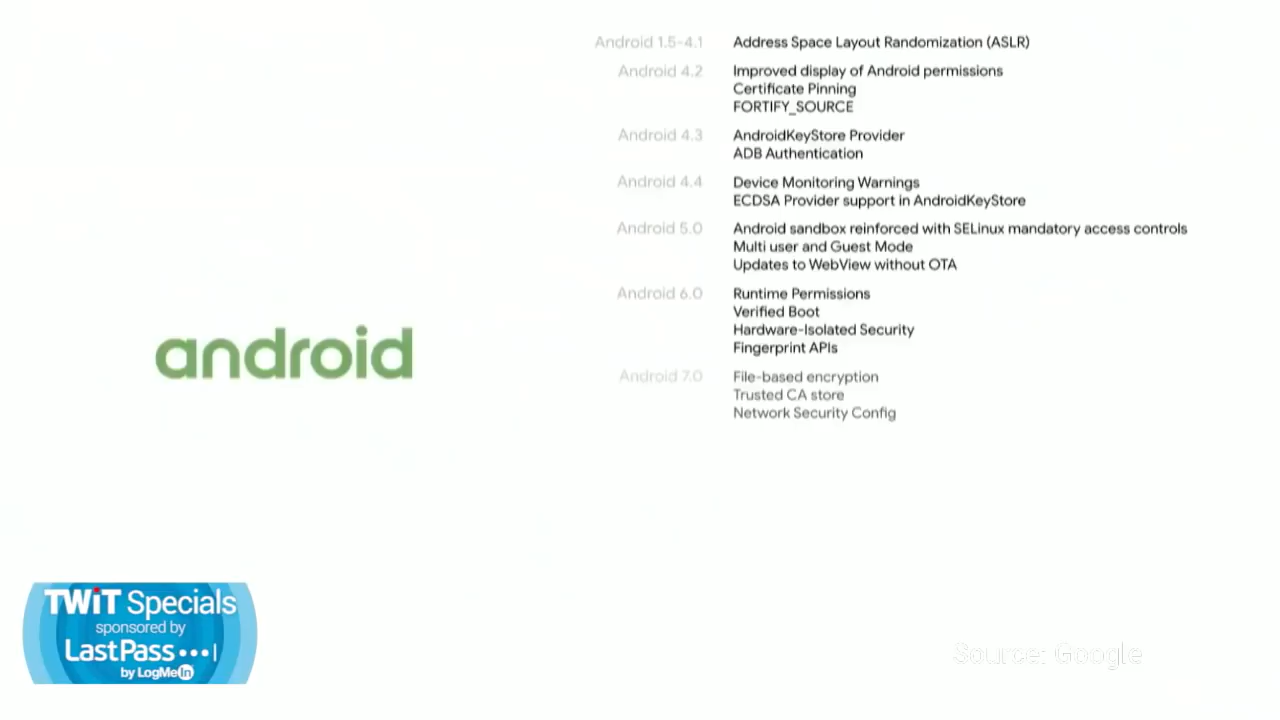 Android 1.5-4.1 Address Space Layout Randomization (ASLR)
Android 4.2 Improved display of Android permissions
Certificate Pinning
FORTIFY_SOURCE
Android 4.3 AndroidKeyStore Provider
ADB Authentication
Android 4.4 Device Monitoring Warnings
ECDSA Provider support in AndroidKeyStore
Android 5.0 Android sandbox reinforced with SELinux mandatory access controls
Multi user and Guest Mode
Updates to WebView without OTA
Android 6.0 Runtime Permissions
Verified Boot
Hardware-Isolated Security
Fingerprint APIs
Android 7.0 File-based encryption
Trusted CA store
Network Security Config
android
TWiT Specials
sponsored by
LastPass •••|
by LogMeIn
Source: Google